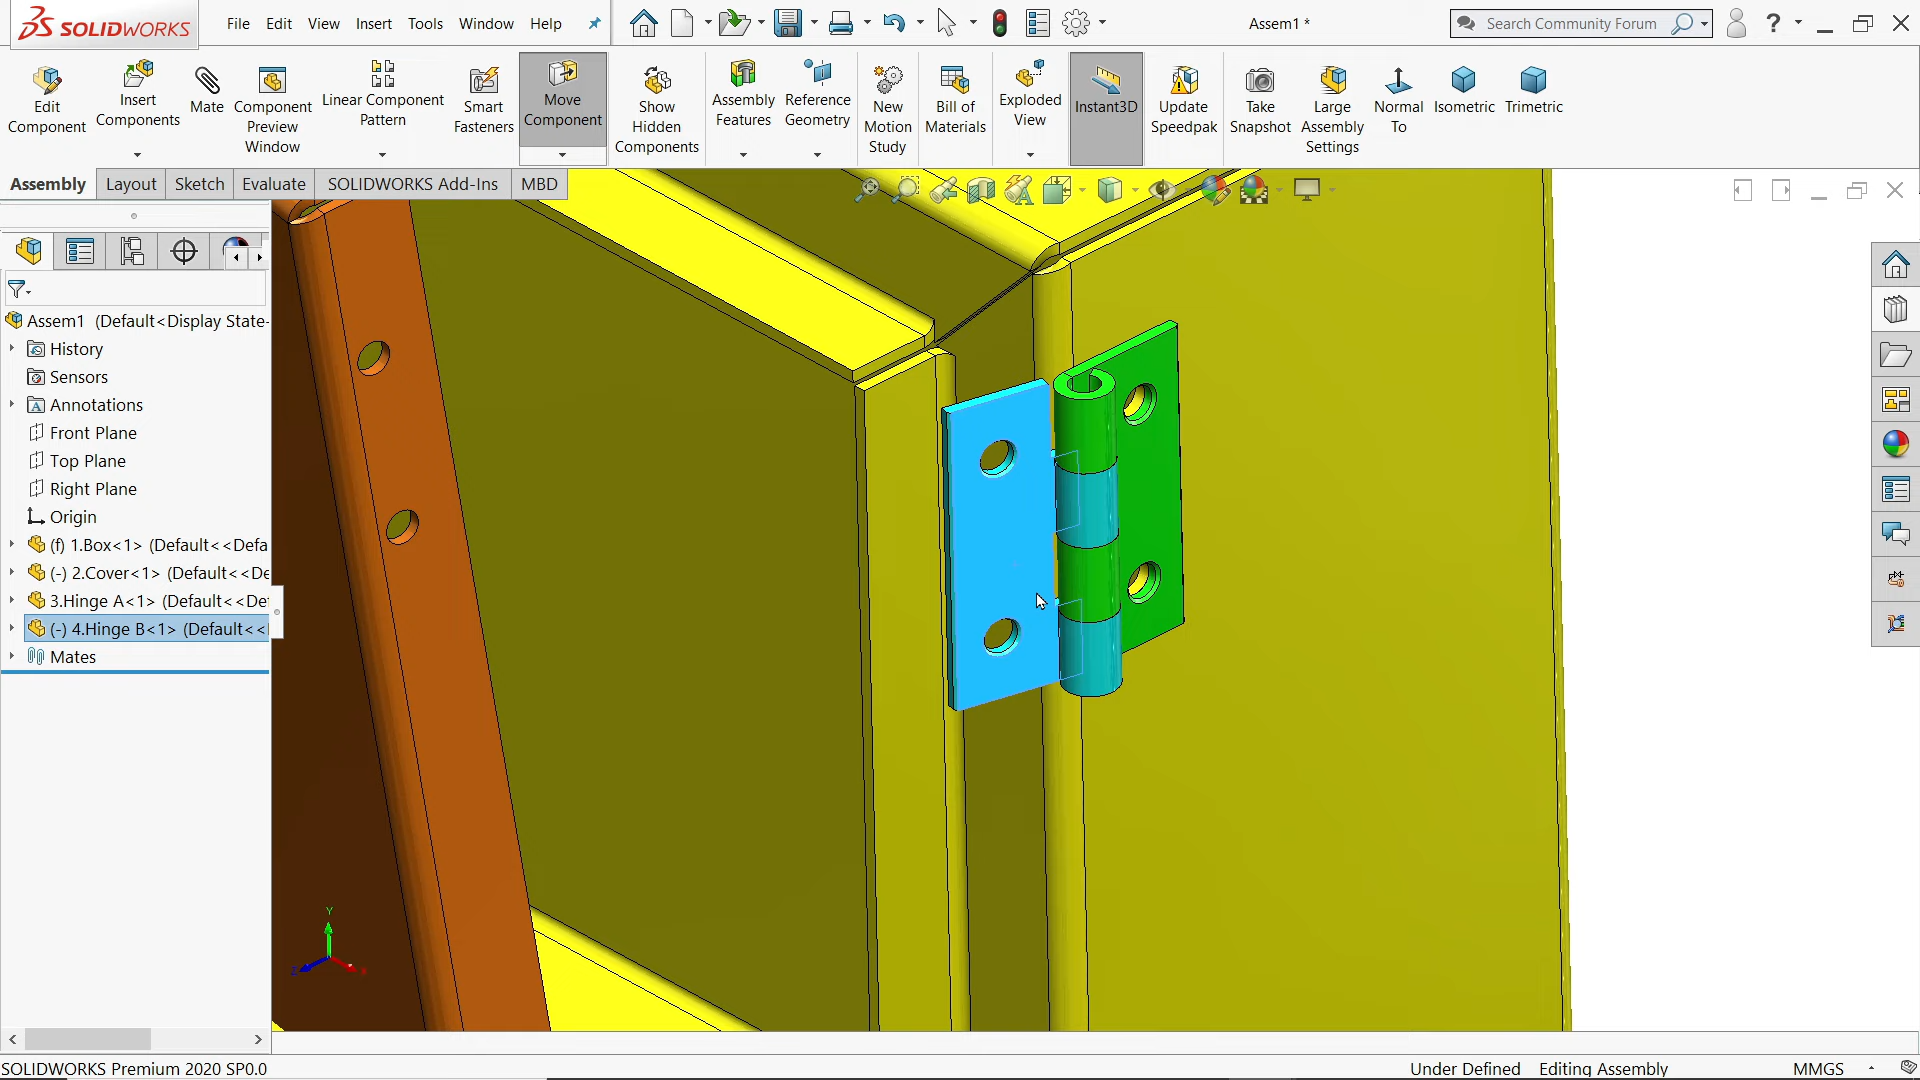 SOLIDWORKS
File Edit View Insert Tools Window Help
Assem1 *
Search Community Forum
?
Edit Component
Insert Components
Mate
Component Preview Window
Linear Component Pattern
Smart Fasteners
Move Component
Show Hidden Components
Assembly Features
Reference Geometry
New Motion Study
Bill of Materials
Exploded View
Instant3D
Update Speedpak
Take Snapshot
Large Assembly Settings
Normal To
Isometric
Trimetric
Assembly Layout Sketch Evaluate SOLIDWORKS Add-Ins MBD
Assem1 (Default<Display State-
History
Sensors
Annotations
Front Plane
Top Plane
Right Plane
Origin
(f) 1.Box<1> (Default<<Defa
(-) 2.Cover<1> (Default<<De
3.Hinge A<1> (Default<<Def
(-) 4.Hinge B<1> (Default<<
Mates
Y
Z
X
SOLIDWORKS Premium 2020 SP0.0
Under Defined Editing Assembly MMGS